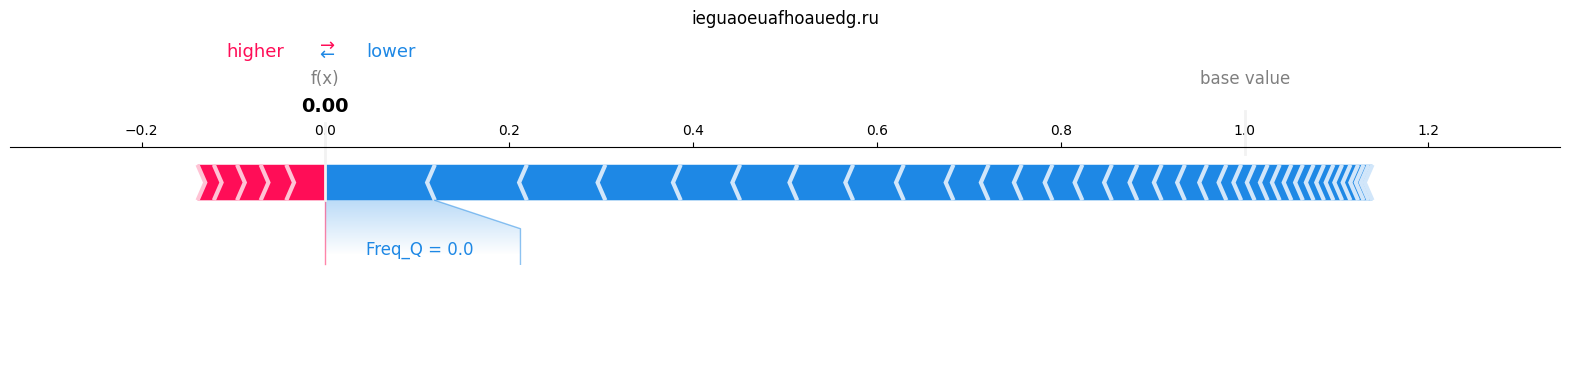 ieguaoeuafhoauedg.ru
higher ⇄ lower
f(x) base value
0.00
−0.2 0.0 0.2 0.4 0.6 0.8 1.0 1.2
Freq_Q = 0.0